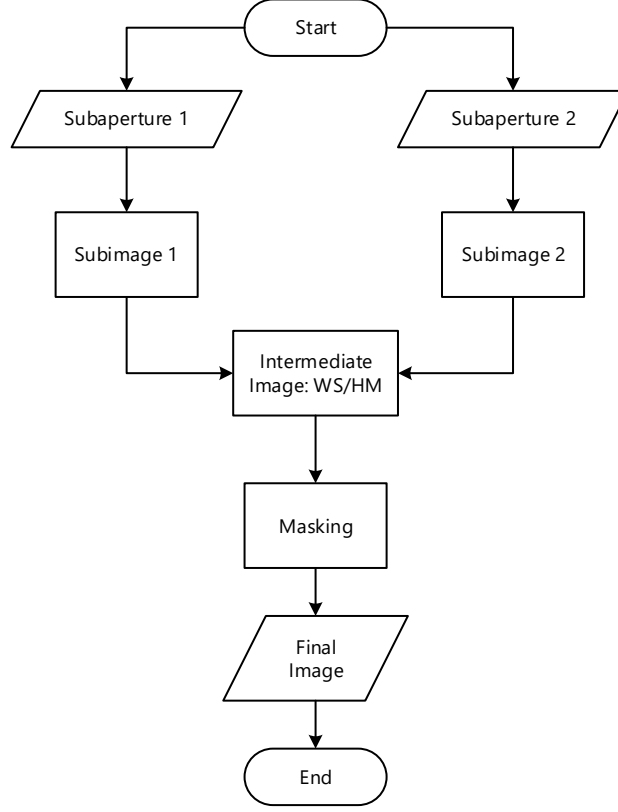 Start
Subaperture 1
Subaperture 2
Subimage 1
Subimage 2
Intermediate
Image: WS/HM
Masking
Final
Image
End